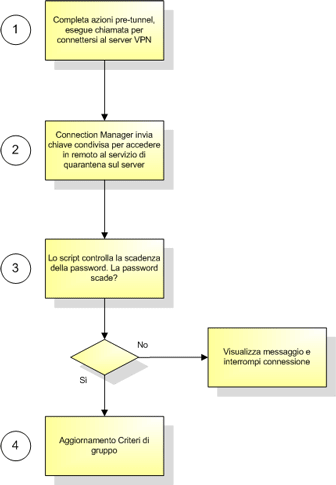 1
Completa azioni pre-tunnel,
esegue chiamata per
connettersi al server VPN
2
Connection Manager invia
chiave condivisa per accedere
in remoto al servizio di
quarantena sul server
3
Lo script controlla la scadenza
della password. La password
scade?
No
Visualizza messaggio e
interrompi connessione
Sì
4
Aggiornamento Criteri di
gruppo